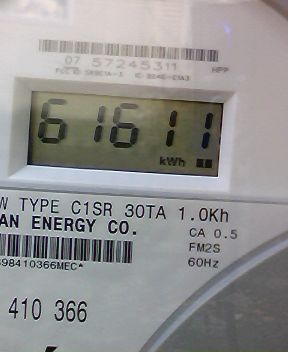 07 57245311
HPP
61611
kWh
W TYPE C1SR 30TA 1.0Kh
AN ENERGY CO.
CA 0.5
FM2S
60Hz
98410366MEC*
410 366